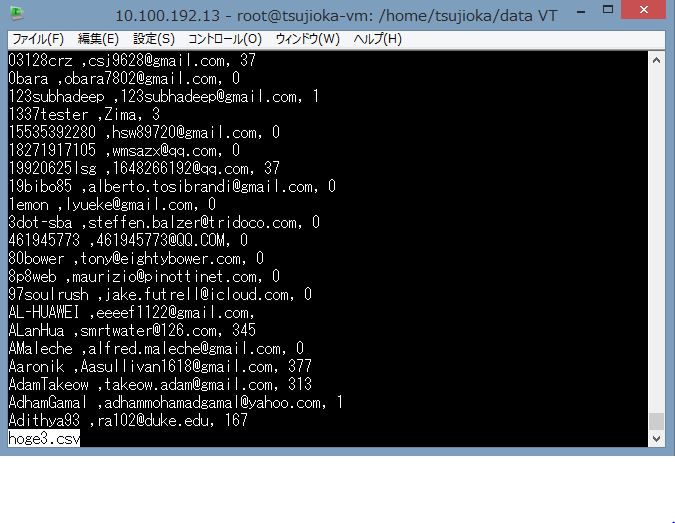 10.100.192.13 - root@tsujioka-vm: /home/tsujioka/data VT
ファイル(F) 編集(E) 設定(S) コントロール(O) ウィンドウ(W) ヘルプ(H)
03128crz ,csj9628@gmail.com, 37
0bara ,obara7802@gmail.com, 0
123subhadeep ,123subhadeep@gmail.com, 1
1337tester ,Zima, 3
15535392280 ,hsw89720@gmail.com, 0
18271917105 ,wmsazx@qq.com, 0
19920625lsg ,1648266192@qq.com, 37
19bibo85 ,alberto.tosibrandi@gmail.com, 0
1emon ,lyueke@gmail.com, 0
3dot-sba ,steffen.balzer@tridoco.com, 0
461945773 ,461945773@QQ.COM, 0
80bower ,tony@eightybower.com, 0
8p8web ,maurizio@pinottinet.com, 0
97soulrush ,jake.futrell@icloud.com, 0
AL-HUAWEI ,eeeef1122@gmail.com,
ALanHua ,smrtwater@126.com, 345
AMaleche ,alfred.maleche@gmail.com, 0
Aaronik ,Aasullivan1618@gmail.com, 377
AdamTakeow ,takeow.adam@gmail.com, 313
AdhamGamal ,adhammohamadgamal@yahoo.com, 1
Adithya93 ,ra102@duke.edu, 167
hoge3.csv